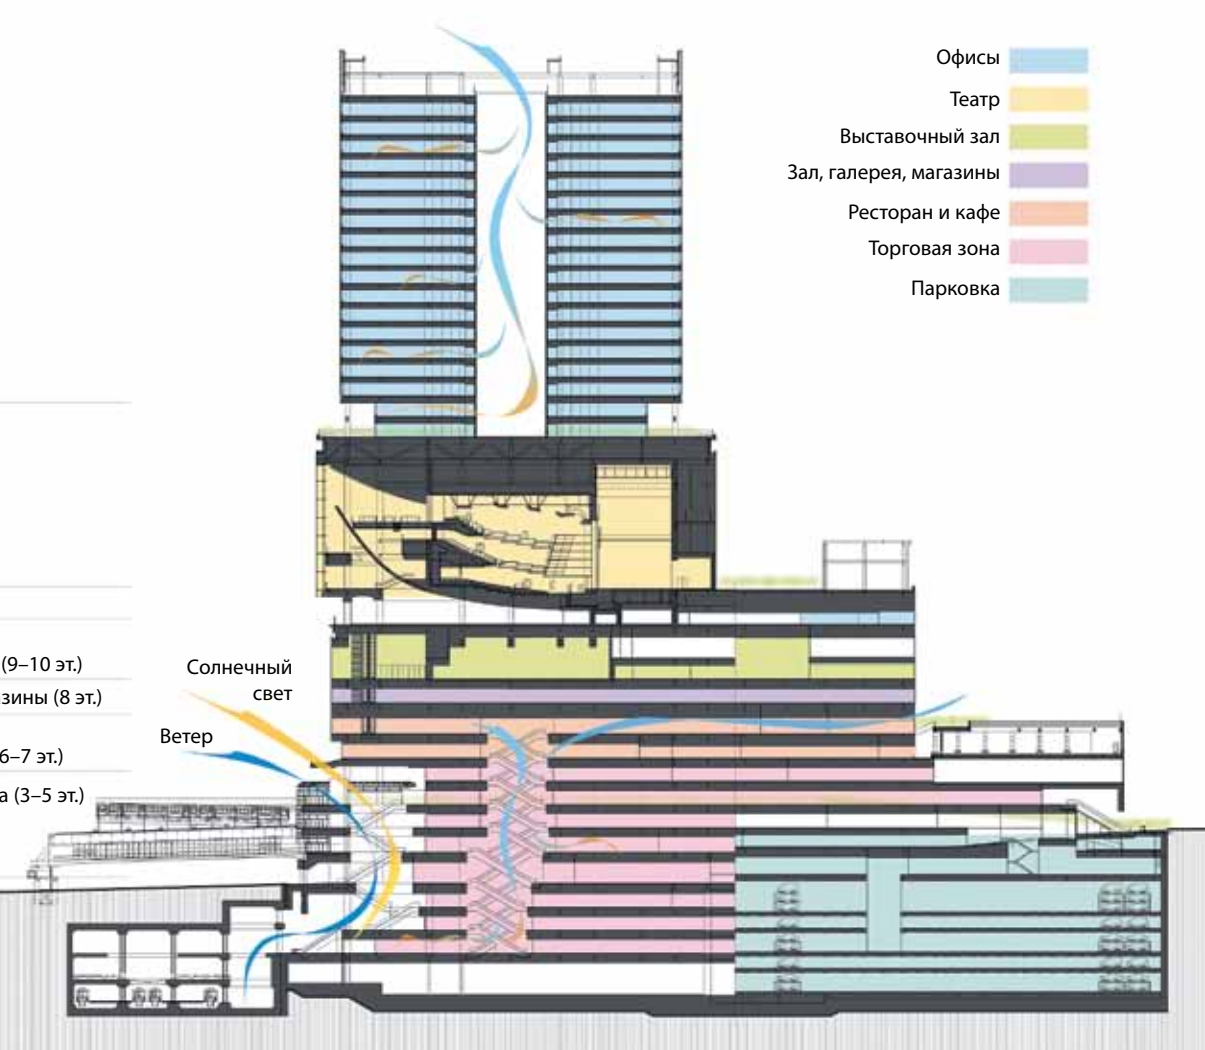 Офисы
Театр
Выставочный зал
Зал, галерея, магазины
Ресторан и кафе
Торговая зона
Парковка
(9–10 эт.)
зины (8 эт.)
6–7 эт.)
а (3–5 эт.)
Солнечный
свет
Ветер